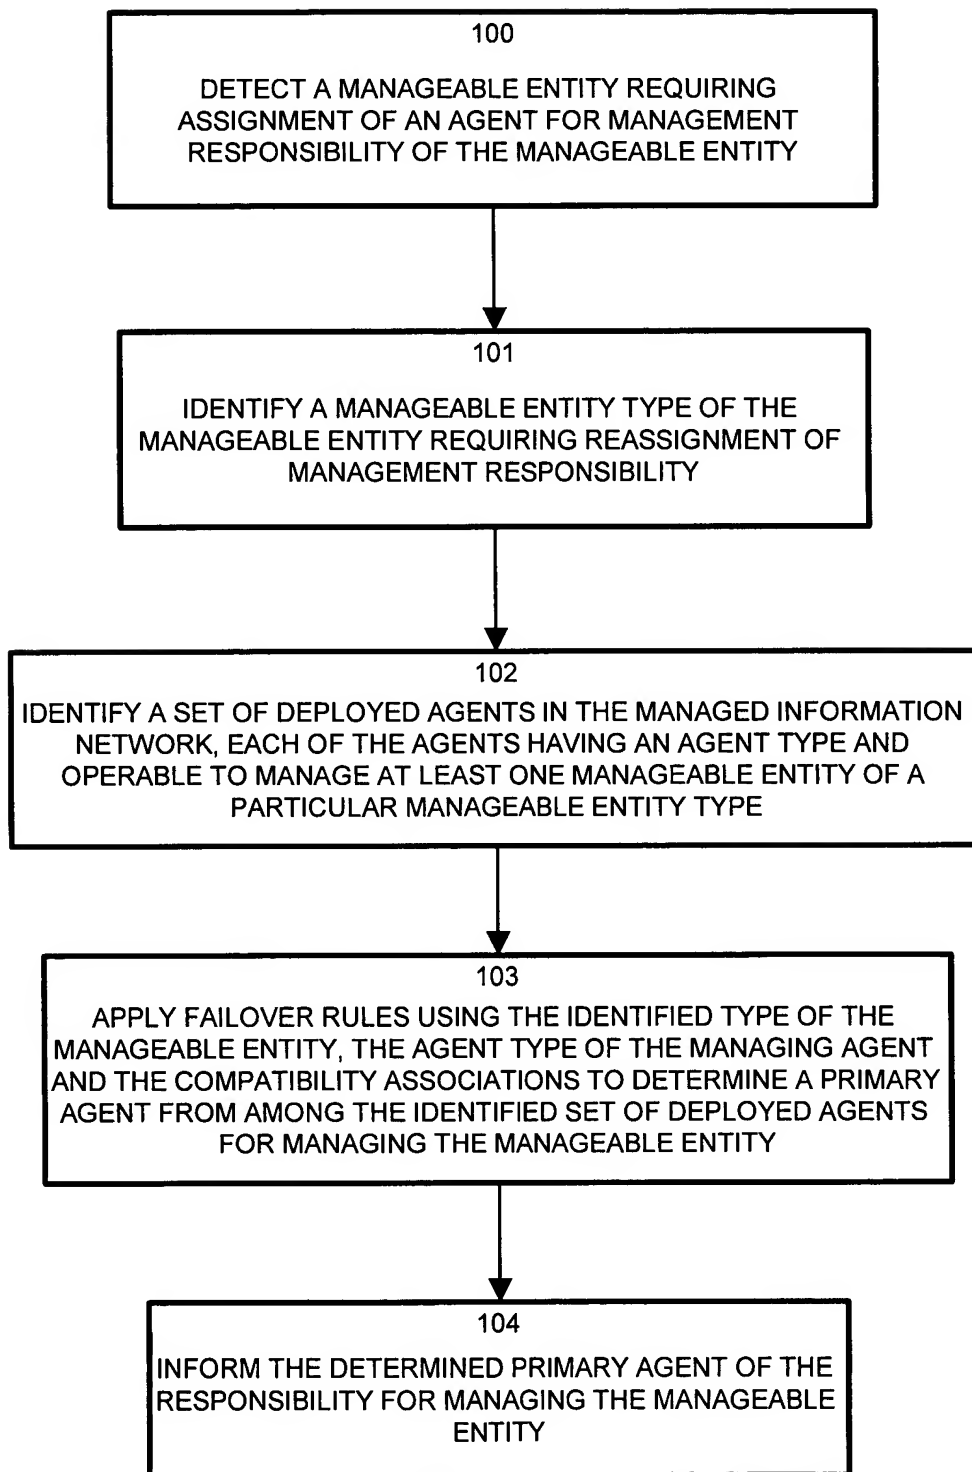 100
DETECT A MANAGEABLE ENTITY REQUIRING
ASSIGNMENT OF AN AGENT FOR MANAGEMENT
RESPONSIBILITY OF THE MANAGEABLE ENTITY
101
IDENTIFY A MANAGEABLE ENTITY TYPE OF THE
MANAGEABLE ENTITY REQUIRING REASSIGNMENT OF
MANAGEMENT RESPONSIBILITY
102
IDENTIFY A SET OF DEPLOYED AGENTS IN THE MANAGED INFORMATION
NETWORK, EACH OF THE AGENTS HAVING AN AGENT TYPE AND
OPERABLE TO MANAGE AT LEAST ONE MANAGEABLE ENTITY OF A
PARTICULAR MANAGEABLE ENTITY TYPE
103
APPLY FAILOVER RULES USING THE IDENTIFIED TYPE OF THE
MANAGEABLE ENTITY, THE AGENT TYPE OF THE MANAGING AGENT
AND THE COMPATIBILITY ASSOCIATIONS TO DETERMINE A PRIMARY
AGENT FROM AMONG THE IDENTIFIED SET OF DEPLOYED AGENTS
FOR MANAGING THE MANAGEABLE ENTITY
104
INFORM THE DETERMINED PRIMARY AGENT OF THE
RESPONSIBILITY FOR MANAGING THE MANAGEABLE
ENTITY